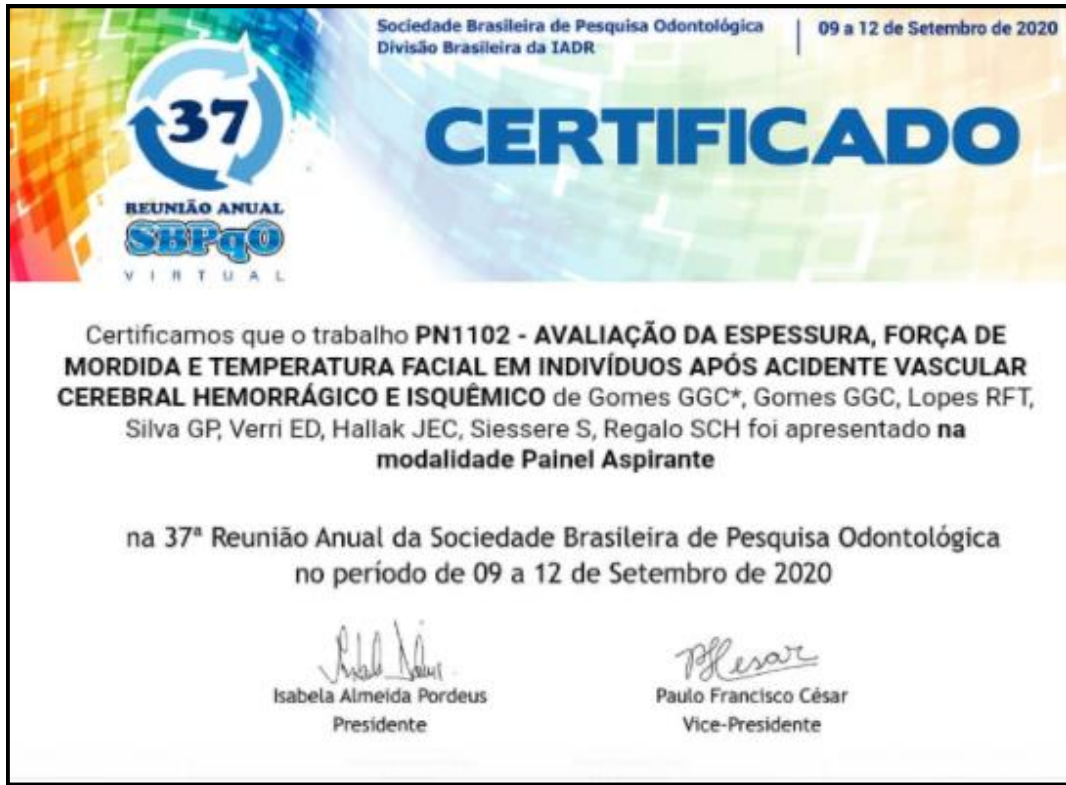 Sociedade Brasileira de Pesquisa Odontológica
Divisão Brasileira da IADR
09 a 12 de Setembro de 2020
37
REUNIÃO ANUAL
SBPqO
VIRTUAL
CERTIFICADO
Certificamos que o trabalho PN1102 - AVALIAÇÃO DA ESPESSURA, FORÇA DE
MORDIDA E TEMPERATURA FACIAL EM INDIVÍDUOS APÓS ACIDENTE VASCULAR
CEREBRAL HEMORRÁGICO E ISQUÊMICO de Gomes GGC*, Gomes GGC, Lopes RFT,
Silva GP, Verri ED, Hallak JEC, Siessere S, Regalo SCH foi apresentado na
modalidade Painel Aspirante
na 37ª Reunião Anual da Sociedade Brasileira de Pesquisa Odontológica
no período de 09 a 12 de Setembro de 2020
Isabela Almeida Pordeus
Presidente
Paulo Francisco César
Vice-Presidente